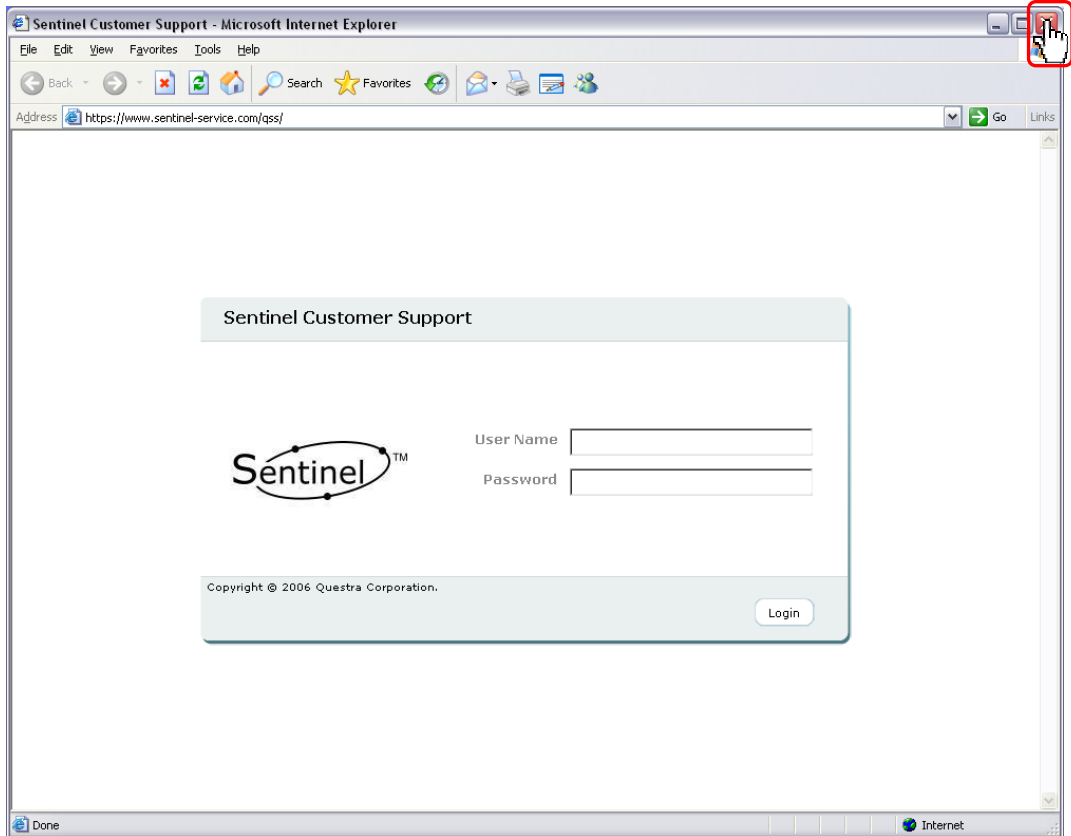 Sentinel Customer Support - Microsoft Internet Explorer
File Edit View Favorites Tools Help
Back Search Favorites
Address https://www.sentinel-service.com/qss/ Go Links
Sentinel Customer Support
User Name
Sentinel™
Password
Copyright © 2006 Questra Corporation.
Login
Done Internet